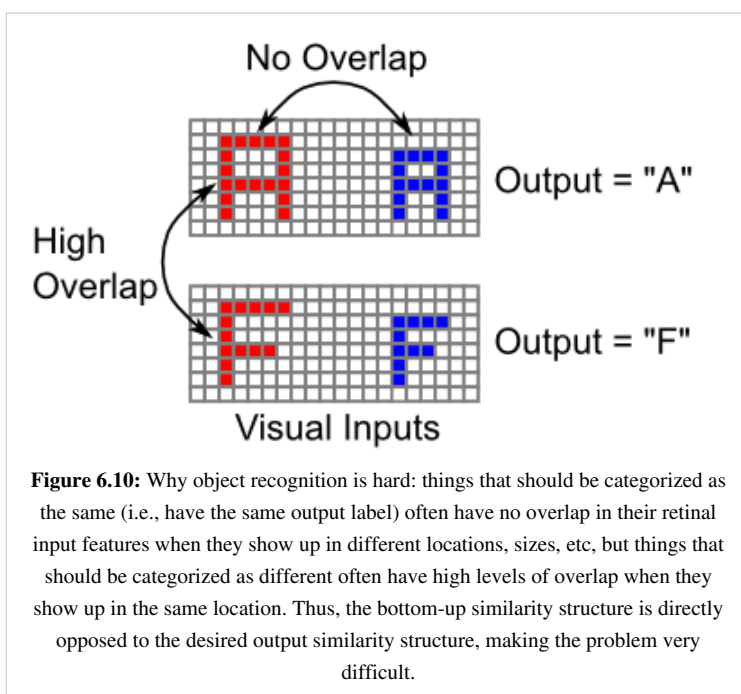 No Overlap
Output = "A"
High
Overlap
Output = "F"
Visual Inputs
Figure 6.10: Why object recognition is hard: things that should be categorized as
the same (i.e., have the same output label) often have no overlap in their retinal
input features when they show up in different locations, sizes, etc, but things that
should be categorized as different often have high levels of overlap when they
show up in the same location. Thus, the bottom-up similarity structure is directly
opposed to the desired output similarity structure, making the problem very
difficult.